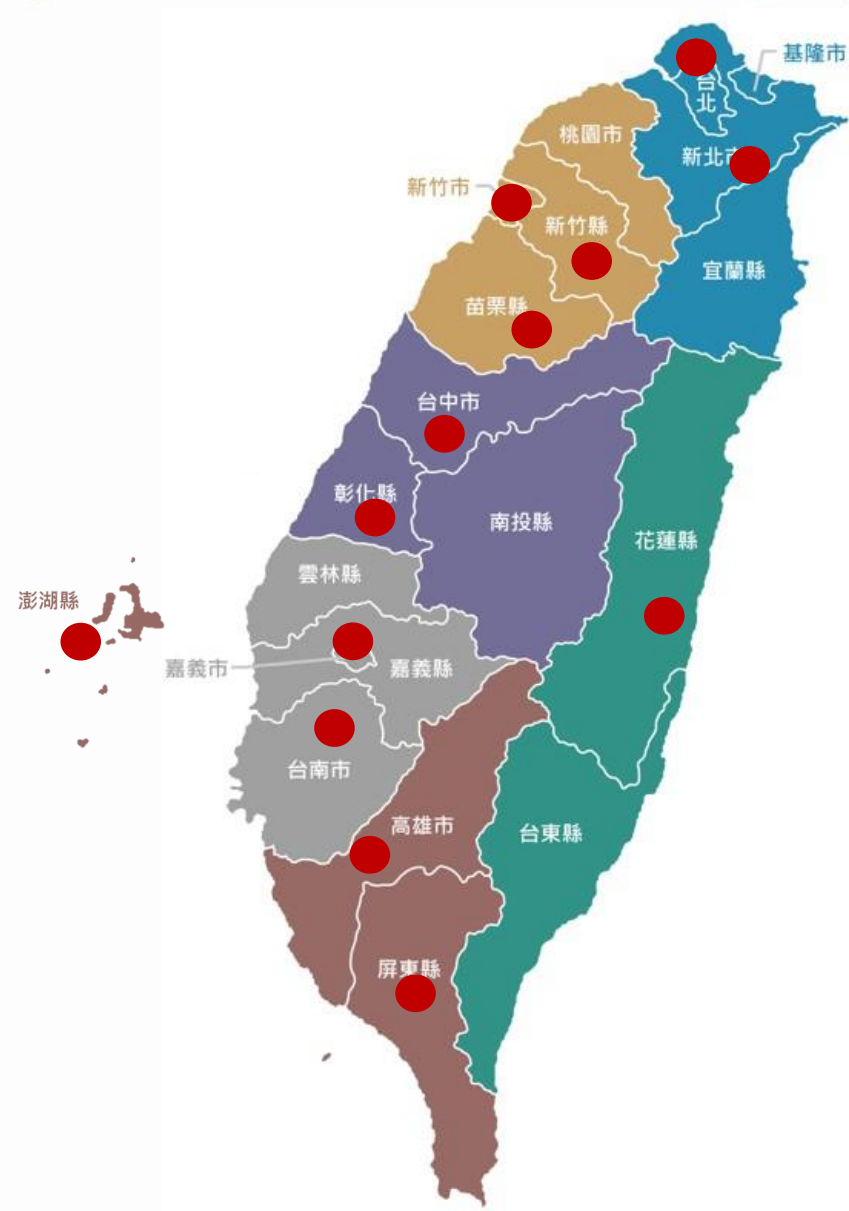 基隆市
台
北
桃園市
新北市
新竹市
新竹縣
宜蘭縣
苗栗縣
台中市
彰化縣
南投縣
花蓮縣
雲林縣
澎湖縣
嘉義市
嘉義縣
台南市
高雄市
台東縣
屏東縣